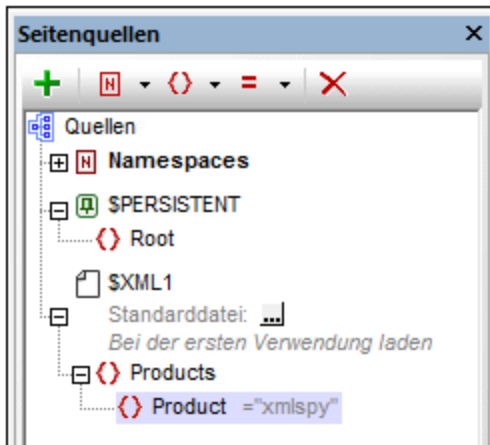 Seitenquellen
Quellen
Namespaces
$PERSISTENT
{} Root
$XML1
Standarddatei: ...
Bei der ersten Verwendung laden
{} Products
{} Product ="xmlspy"